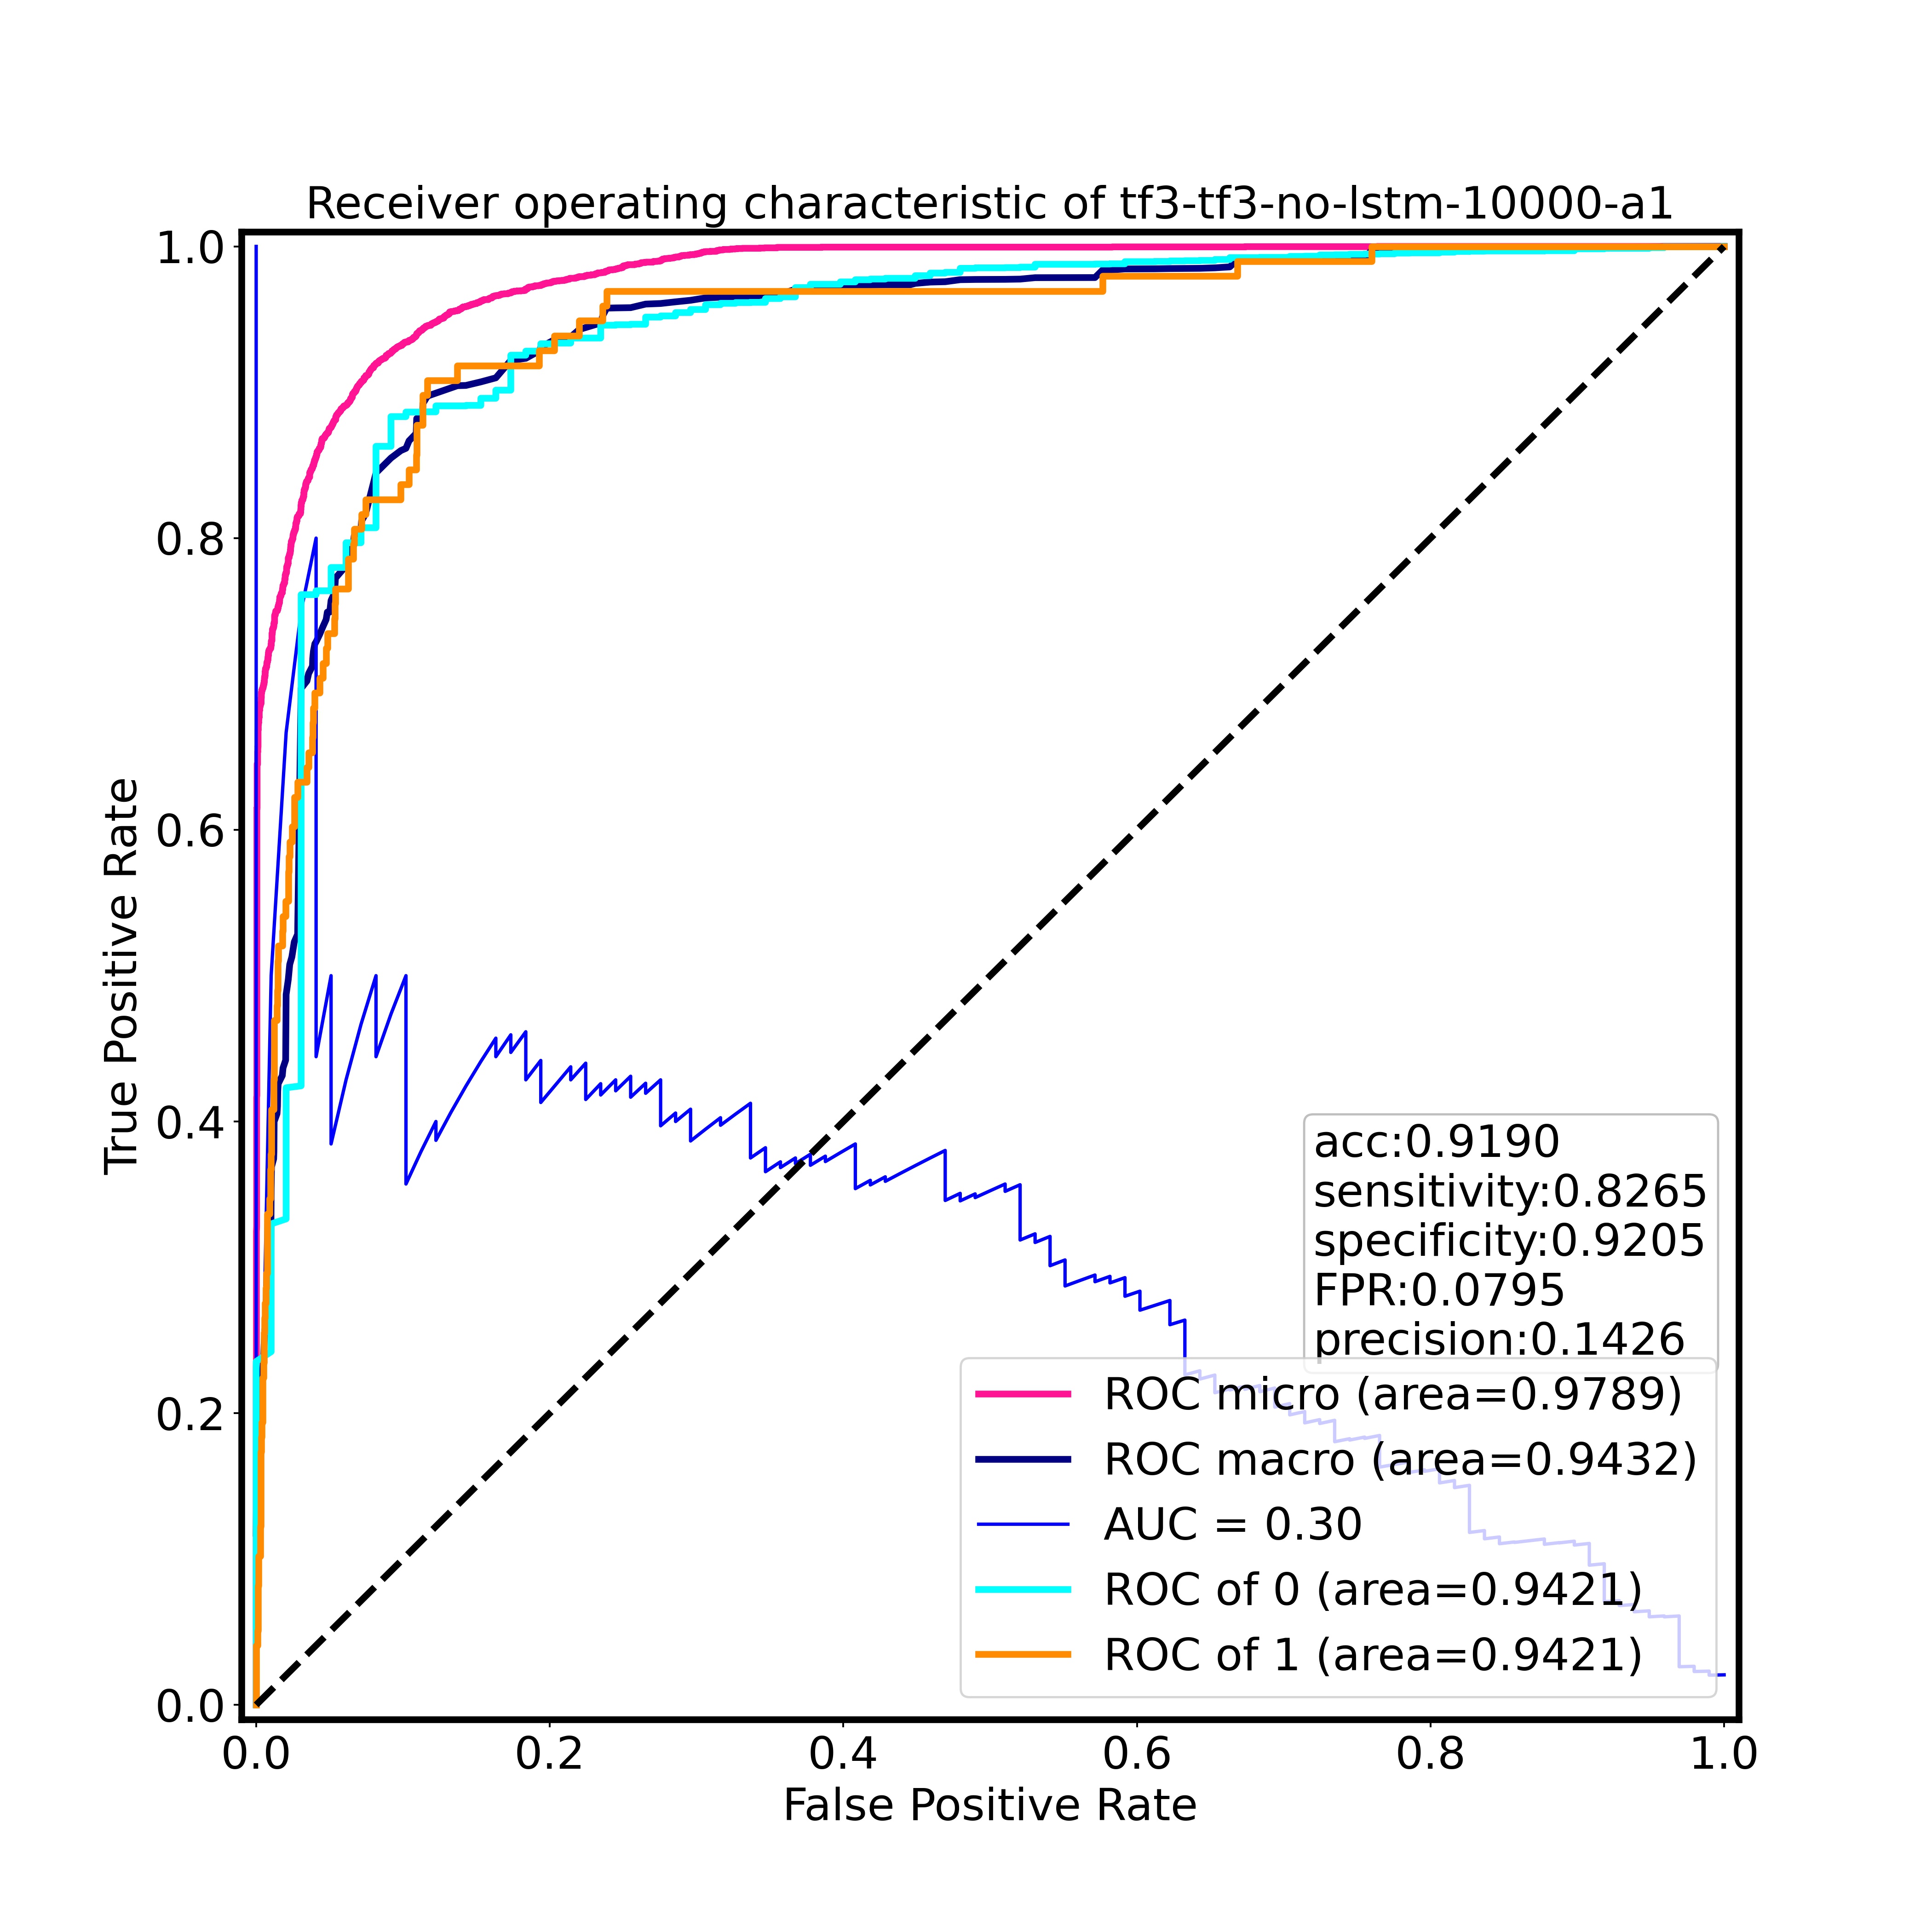 Receiver operating characteristic of tf3-tf3-no-lstm-10000-a1
1.0
0.8
0.6
0.4
0.2
0.0
True Positive Rate
acc:0.9190
sensitivity:0.8265
specificity:0.9205
FPR:0.0795
precision:0.1426
ROC micro (area=0.9789)
ROC macro (area=0.9432)
AUC = 0.30
ROC of 0 (area=0.9421)
ROC of 1 (area=0.9421)
0.0 0.2 0.4 0.6 0.8 1.0
False Positive Rate